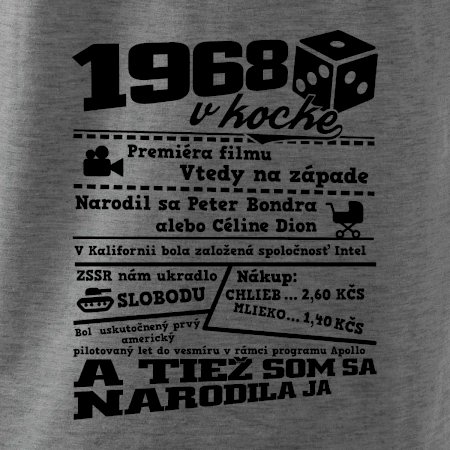 1968
v kocke
Premiéra filmu
Vtedy na západe
Narodil sa Peter Bondra
alebo Céline Dion
V Kalifornii bola založená spoločnosť Intel
ZSSR nám ukradlo
SLOBODU
Nákup:
CHLIEB ... 2,60 KČS
MLIEKO... 1,40 KČS
Bol uskutočnený prvý
americký
pilotovaný let do vesmíru v rámci programu Apollo
A TIEŽ SOM SA
NARODILA JA